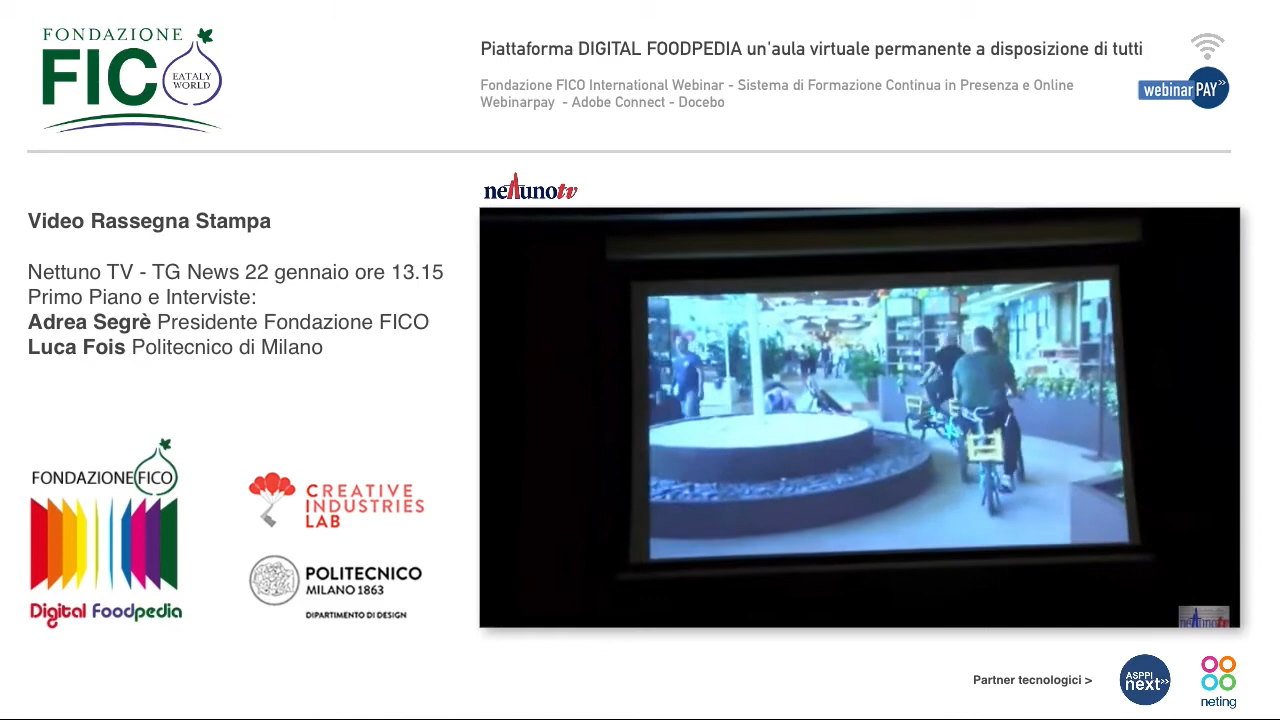 FONDAZIONE
FICO
EATALY
WORLD
Piattaforma DIGITAL FOODPEDIA un'aula virtuale permanente a disposizione di tutti
Fondazione FICO International Webinar - Sistema di Formazione Continua in Presenza e Online
Webinarpay - Adobe Connect - Docebo
webinar PAY
nettunotv
Video Rassegna Stampa
Nettuno TV - TG News 22 gennaio ore 13.15
Primo Piano e Interviste:
Adrea Segrè Presidente Fondazione FICO
Luca Fois Politecnico di Milano
FONDAZIONE FICO
Digital Foodpedia
CREATIVE
INDUSTRIES
LAB
POLITECNICO
MILANO 1863
DIPARTIMENTO DI DESIGN
nettunotv
Partner tecnologici >
ASPPI
next
neting